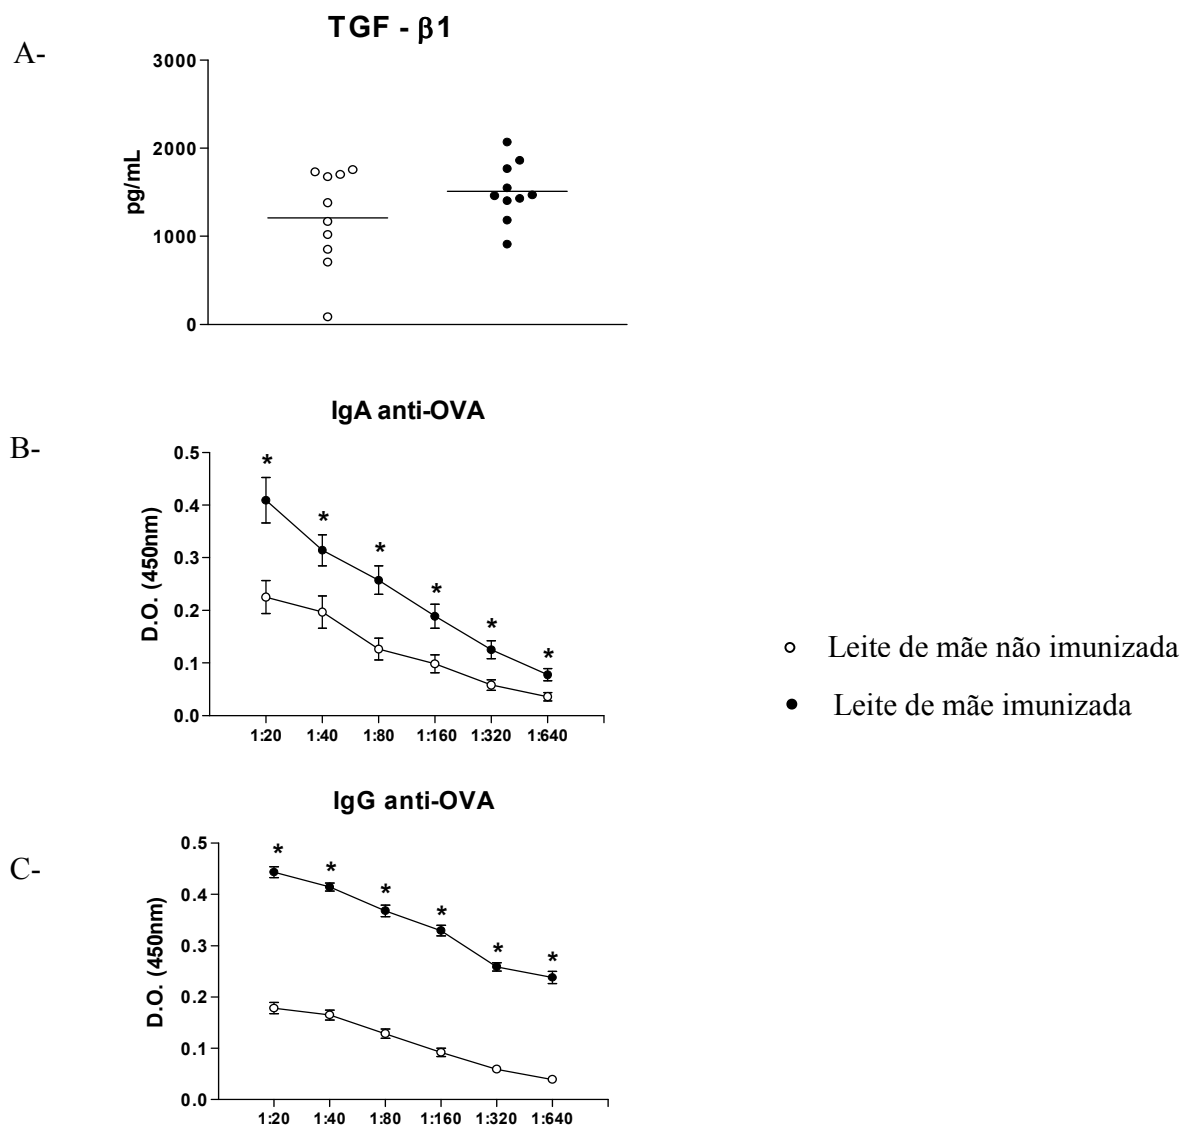 TGF - β1
A-
3000
2000
1000
0
pg/mL
IgA anti-OVA
B-
*
*
*
*
*
*
0.5
0.4
0.3
0.2
0.1
0.0
D.O. (450nm)
1:20 1:40 1:80 1:160 1:320 1:640
Leite de mãe não imunizada
Leite de mãe imunizada
IgG anti-OVA
C-
*
*
*
*
*
*
0.5
0.4
0.3
0.2
0.1
0.0
D.O. (450nm)
1:20 1:40 1:80 1:160 1:320 1:640